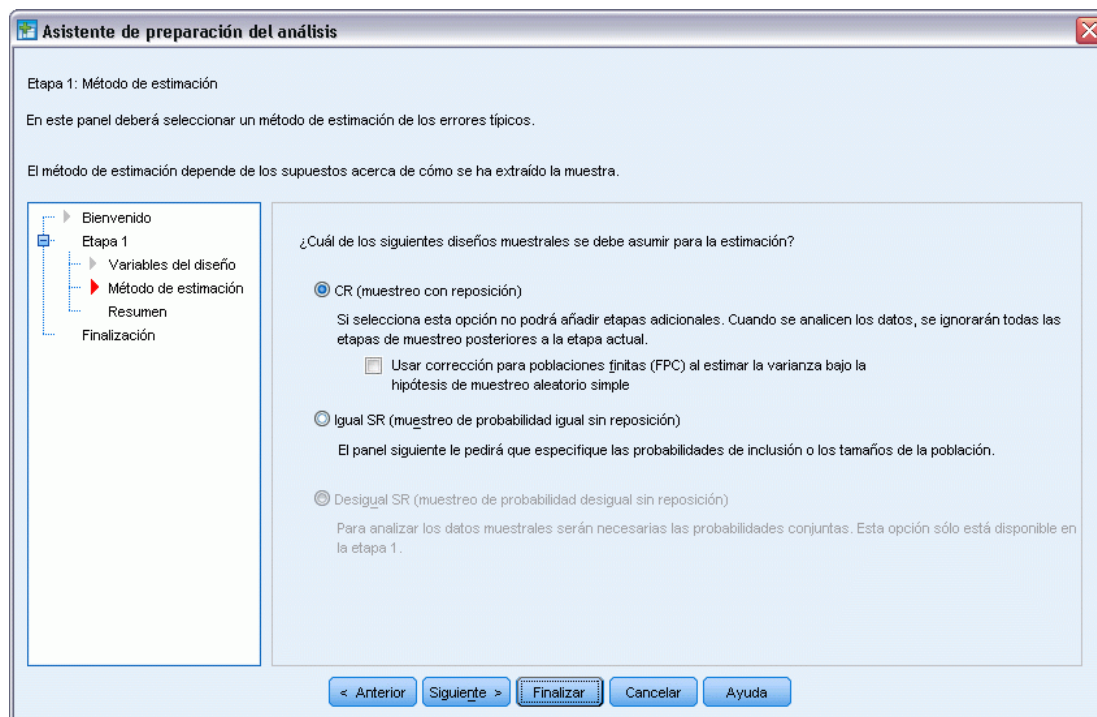 Asistente de preparación del análisis
Etapa 1: Método de estimación
En este panel deberá seleccionar un método de estimación de los errores típicos.
El método de estimación depende de los supuestos acerca de cómo se ha extraído la muestra.
Bienvenido
Etapa 1
Variables del diseño
Método de estimación
Resumen
Finalización
¿Cuál de los siguientes diseños muestrales se debe asumir para la estimación?
CR (muestreo con reposición)
Si selecciona esta opción no podrá añadir etapas adicionales. Cuando se analicen los datos, se ignorarán todas las
etapas de muestreo posteriores a la etapa actual.
Usar corrección para poblaciones finitas (FPC) al estimar la varianza bajo la
hipótesis de muestreo aleatorio simple
Igual SR (muestreo de probabilidad igual sin reposición)
El panel siguiente le pedirá que especifique las probabilidades de inclusión o los tamaños de la población.
Desigual SR (muestreo de probabilidad desigual sin reposición)
Para analizar los datos muestrales serán necesarias las probabilidades conjuntas. Esta opción sólo está disponible en
la etapa 1.
< Anterior
Siguiente >
Finalizar
Cancelar
Ayuda